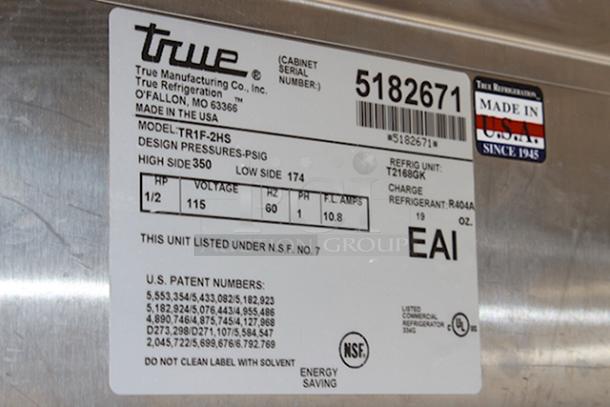 true®
True Manufacturing Co., Inc.
True Refrigeration™
O'FALLON, MO 63366
MADE IN THE USA
(CABINET
SERIAL
NUMBER:)
5182671
*5182671*
TRUE REFRIGERATION
MADE IN
U.S.A.
SINCE 1945
MODEL: TR1F-2HS
DESIGN PRESSURES-PSIG
HIGH SIDE 350 LOW SIDE 174
REFRIG UNIT:
T2168GK
CHARGE
REFRIGERANT: R404A
19 OZ.
HP VOLTAGE HZ PH F.L. AMPS
1/2 115 60 1 10.8
THIS UNIT LISTED UNDER N.S.F. NO. 7
EAI
GROUP
U.S. PATENT NUMBERS:
5,553,354/5,433,082/5,182,923
5,182,924/5,076,443/4,955,486
4,890,746/4,875,745/4,127,968
D273,298/D271,107/5,584,547
2,045,722/5,699,676/6,792,769
DO NOT CLEAN LABEL WITH SOLVENT
ENERGY
SAVING
NSF®
LISTED
COMMERCIAL
REFRIGERATOR
C UL US